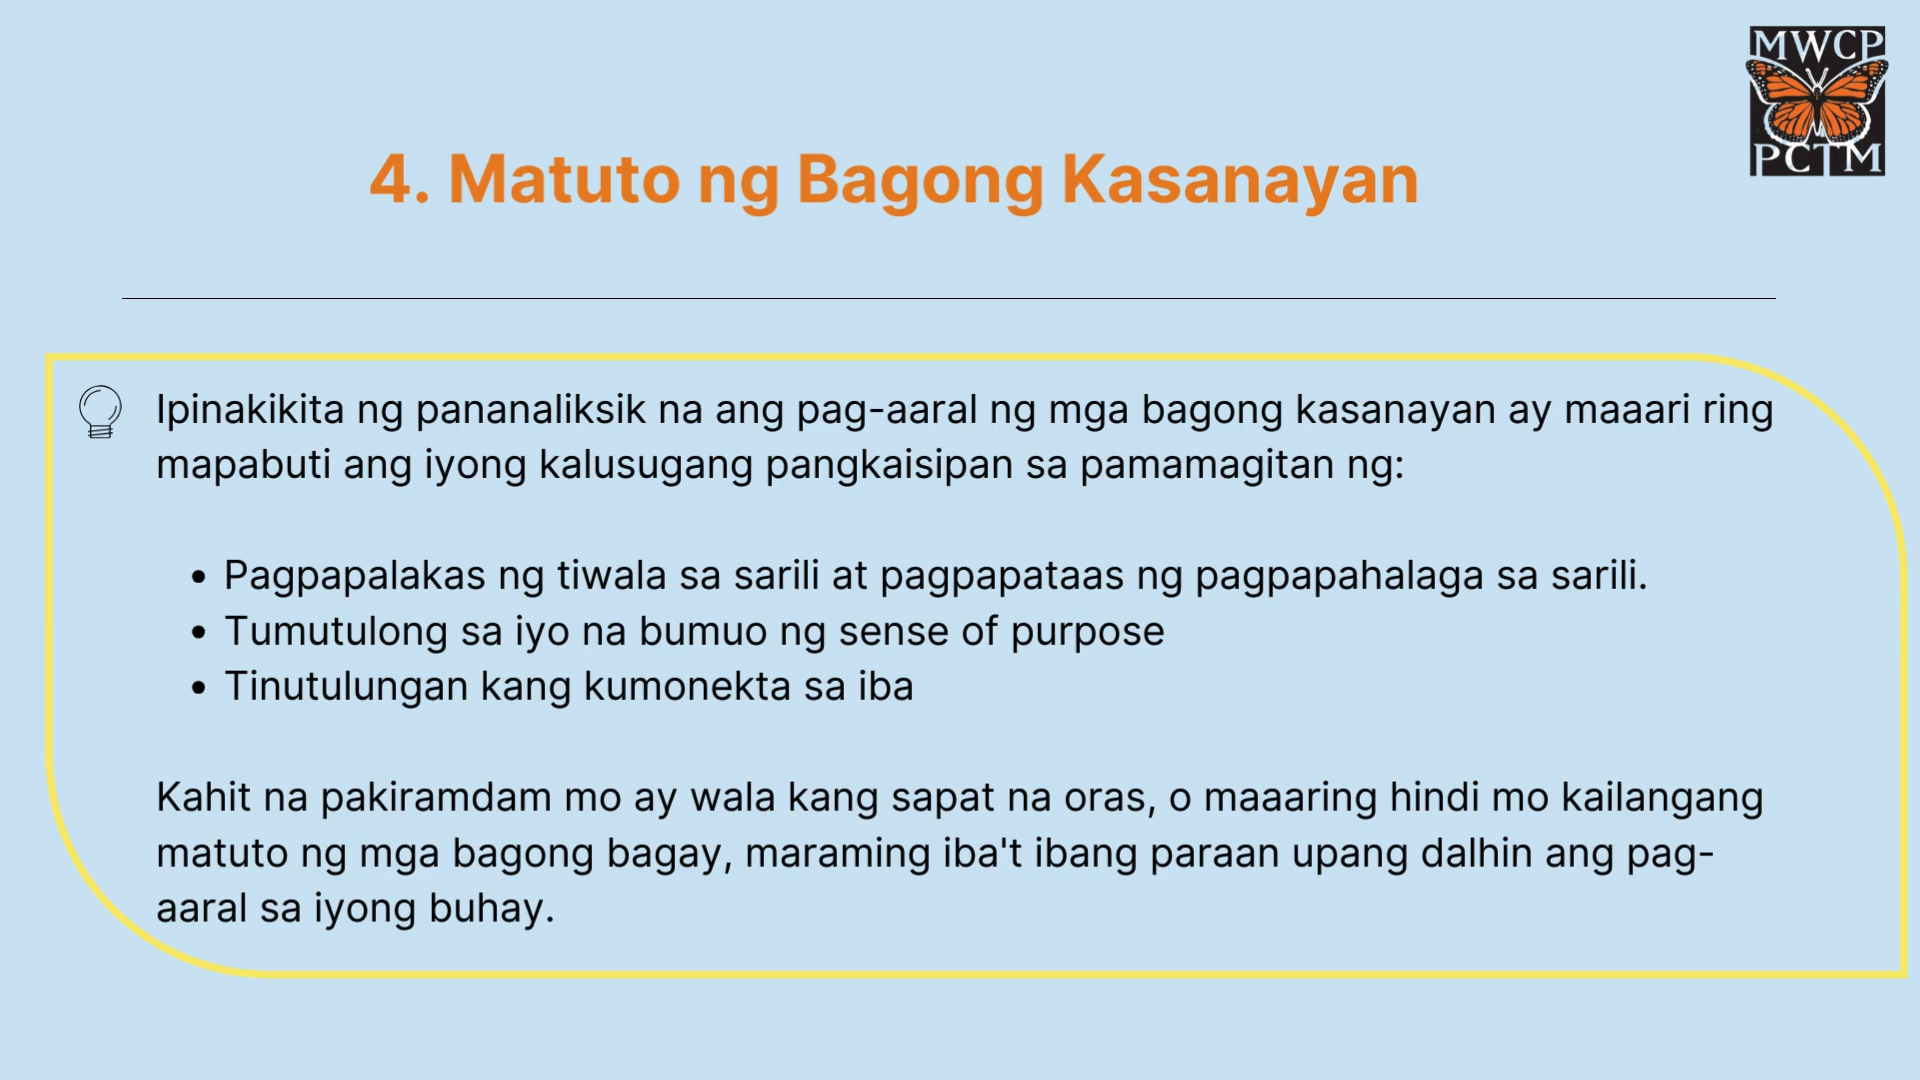 MWCP
PCTM
4. Matuto ng Bagong Kasanayan
Ipinakikita ng pananaliksik na ang pag-aaral ng mga bagong kasanayan ay maaari ring
mapabuti ang iyong kalusugang pangkaisipan sa pamamagitan ng:
• Pagpapalakas ng tiwala sa sarili at pagpapataas ng pagpapahalaga sa sarili.
• Tumutulong sa iyo na bumuo ng sense of purpose
• Tinutulungan kang kumonekta sa iba
Kahit na pakiramdam mo ay wala kang sapat na oras, o maaaring hindi mo kailangang
matuto ng mga bagong bagay, maraming iba't ibang paraan upang dalhin ang pag-
aaral sa iyong buhay.